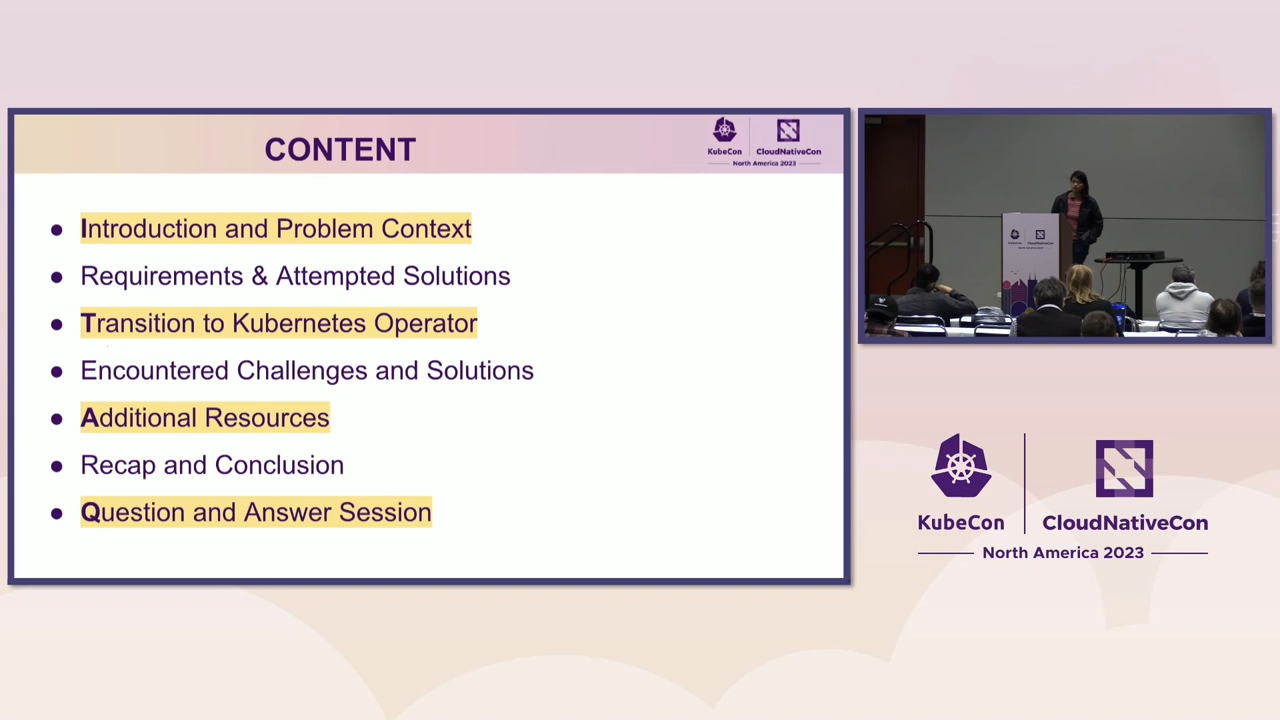 CONTENT
KubeCon
CloudNativeCon
North America 2023
● Introduction and Problem Context
● Requirements & Attempted Solutions
● Transition to Kubernetes Operator
● Encountered Challenges and Solutions
● Additional Resources
● Recap and Conclusion
● Question and Answer Session
KubeCon
CloudNativeCon
North America 2023